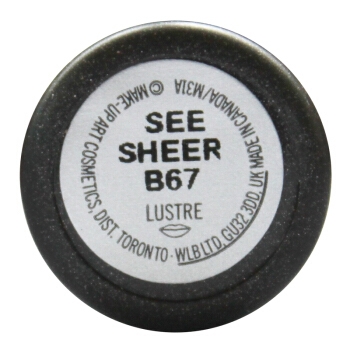 SEE
SHEER
B67
LUSTRE
© MAKE-UP ART COSMETICS, DIST. TORONTO · WLB LTD. GU32 3DD. UK MADE IN CANADA/M31A